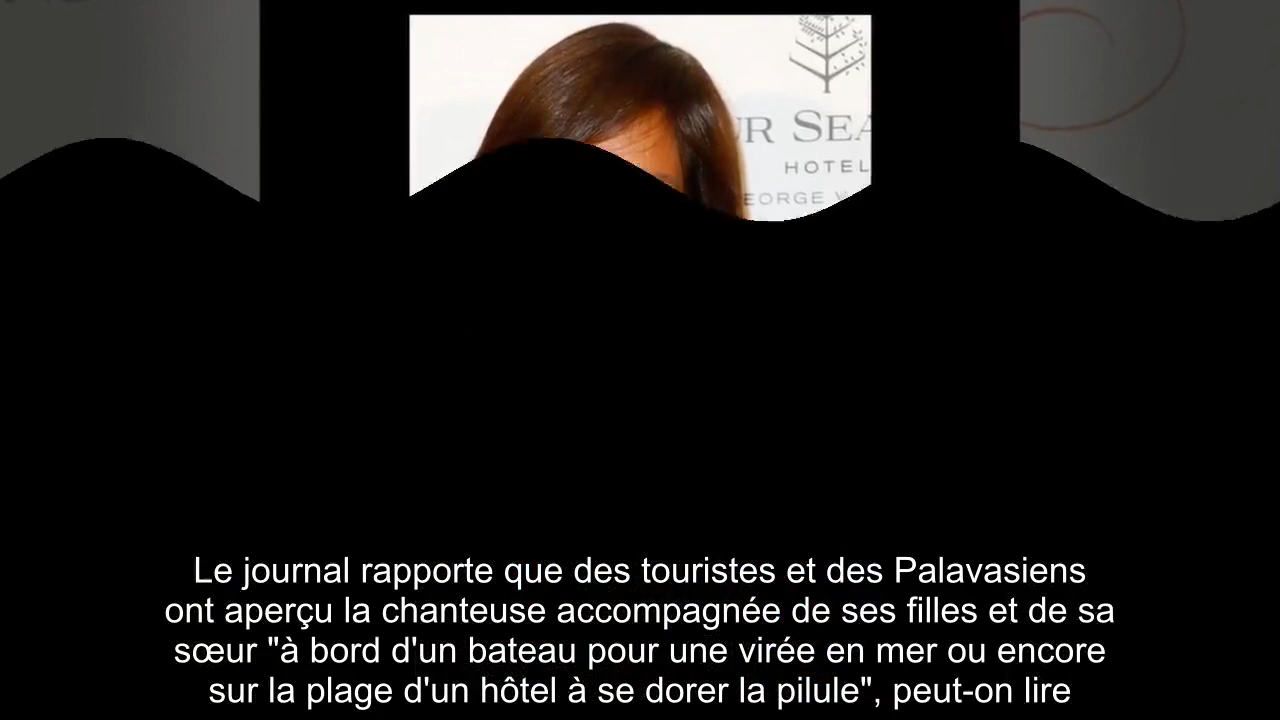 UR SEA
HOTEL
EORGE V
Le journal rapporte que des touristes et des Palavasiens
ont aperçu la chanteuse accompagnée de ses filles et de sa
sœur "à bord d'un bateau pour une virée en mer ou encore
sur la plage d'un hôtel à se dorer la pilule", peut-on lire